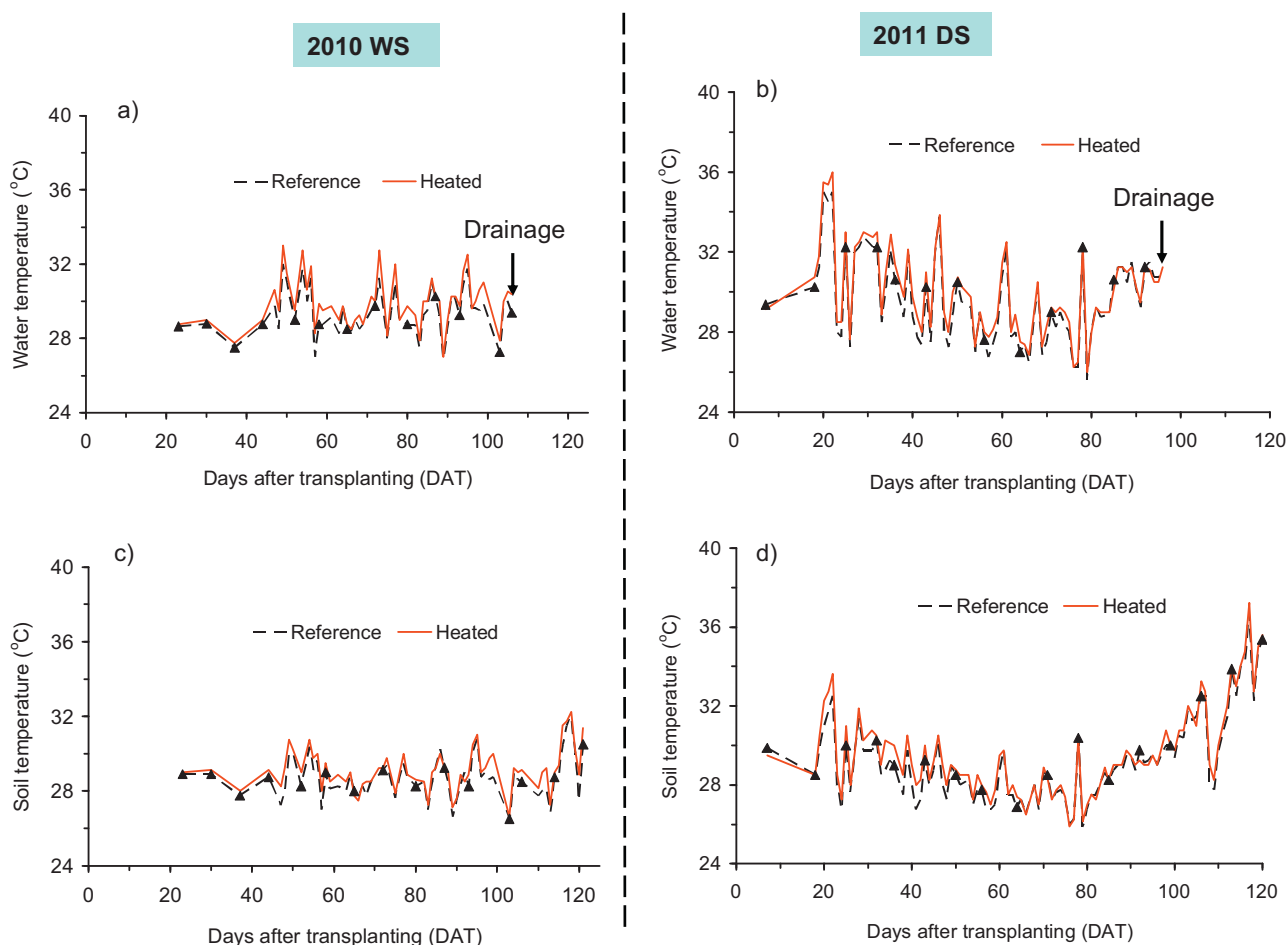 2010 WS
2011 DS
a)
40
36
32
28
24
0 20 40 60 80 100 120
Water temperature (°C)
Days after transplanting (DAT)
Reference Heated
Drainage
b)
40
36
32
28
24
0 20 40 60 80 100 120
Water temperature (°C)
Days after transplanting (DAT)
Reference Heated
Drainage
c)
40
36
32
28
24
0 20 40 60 80 100 120
Soil temperature (°C)
Days after transplanting (DAT)
Reference Heated
d)
40
36
32
28
24
0 20 40 60 80 100 120
Soil temperature (°C)
Days after transplanting (DAT)
Reference Heated